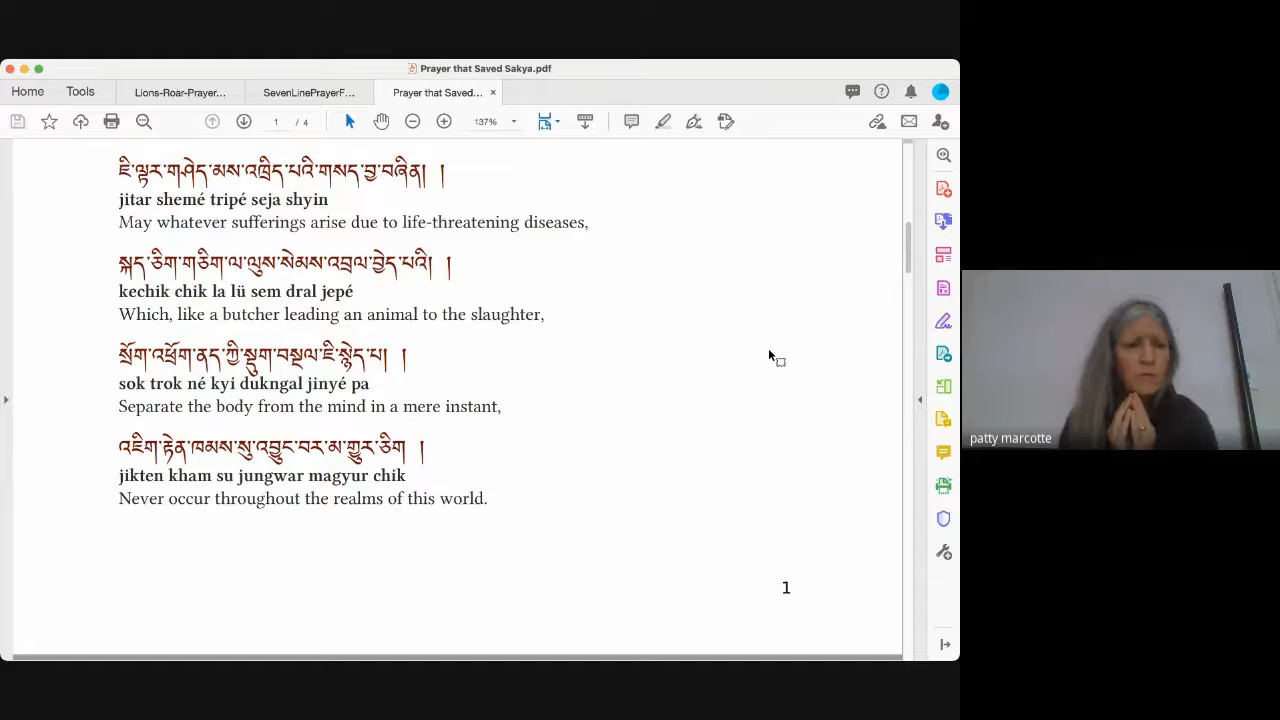 Prayer that Saved Sakya.pdf
Home Tools Lions-Roar-Prayer... SevenLinePrayerF... Prayer that Saved... ×
1 / 4 137%
ཇི་ལྟར་གཤེད་མས་འཁྲིད་པའི་གསད་བྱ་བཞིན། །
jitar shemé tripé seja shyin
May whatever sufferings arise due to life-threatening diseases,
སྐད་ཅིག་གཅིག་ལ་ལུས་སེམས་འབྲལ་བྱེད་པའི། །
kechik chik la lü sem dral jepé
Which, like a butcher leading an animal to the slaughter,
སྲོག་འཕྲོག་ནད་ཀྱི་སྡུག་བསྔལ་ཇི་སྙེད་པ། །
sok trok né kyi dukngal jinyé pa
Separate the body from the mind in a mere instant,
འཇིག་རྟེན་ཁམས་སུ་འབྱུང་བར་མ་གྱུར་ཅིག །
jikten kham su jungwar magyur chik
Never occur throughout the realms of this world.
1
patty marcotte